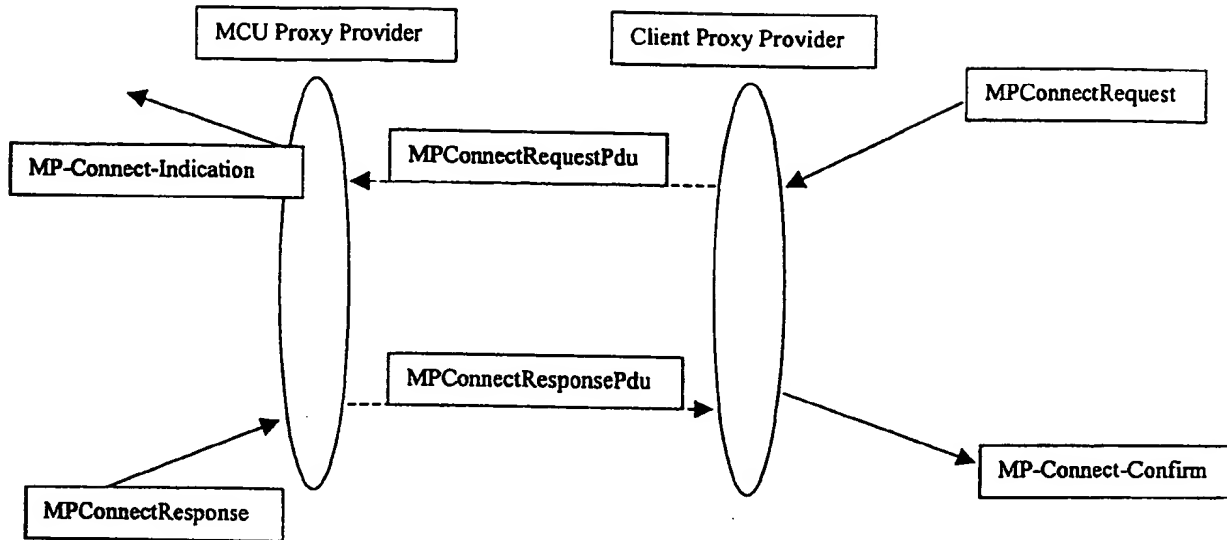 MCU Proxy Provider
Client Proxy Provider
MPConnectRequest
MPConnectRequestPdu
MP-Connect-Indication
MPConnectResponsePdu
MP-Connect-Confirm
MPConnectResponse